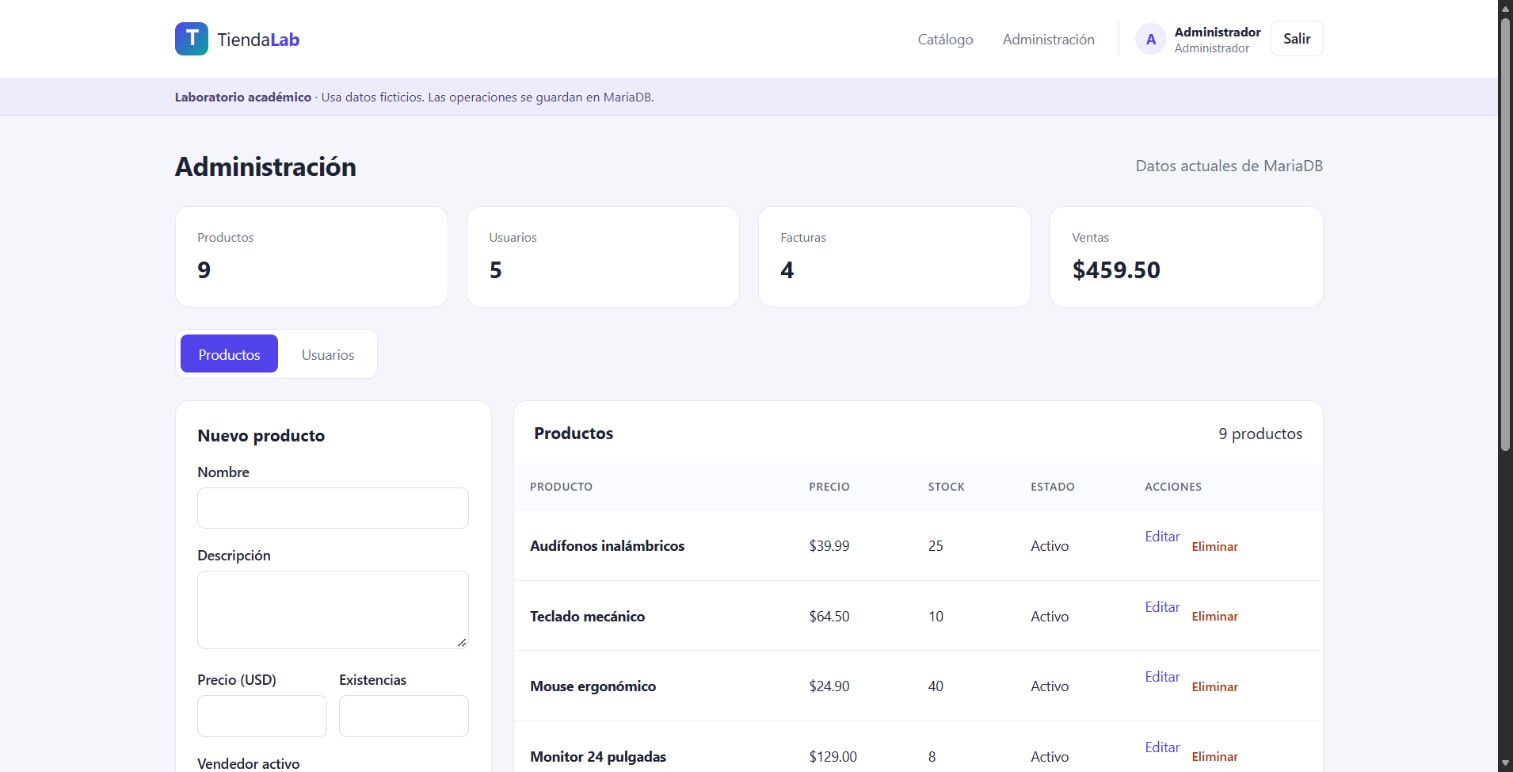 T TiendaLab
Catálogo Administración A Administrador Salir
Administrador
Laboratorio académico · Usa datos ficticios. Las operaciones se guardan en MariaDB.
Administración Datos actuales de MariaDB
Productos Usuarios Facturas Ventas
9 5 4 $459.50
Productos Usuarios
Nuevo producto
Nombre
Descripción
Precio (USD) Existencias
Vendedor activo
Productos 9 productos
PRODUCTO PRECIO STOCK ESTADO ACCIONES
Audífonos inalámbricos $39.99 25 Activo Editar Eliminar
Teclado mecánico $64.50 10 Activo Editar Eliminar
Mouse ergonómico $24.90 40 Activo Editar Eliminar
Monitor 24 pulgadas $129.00 8 Activo Editar Eliminar